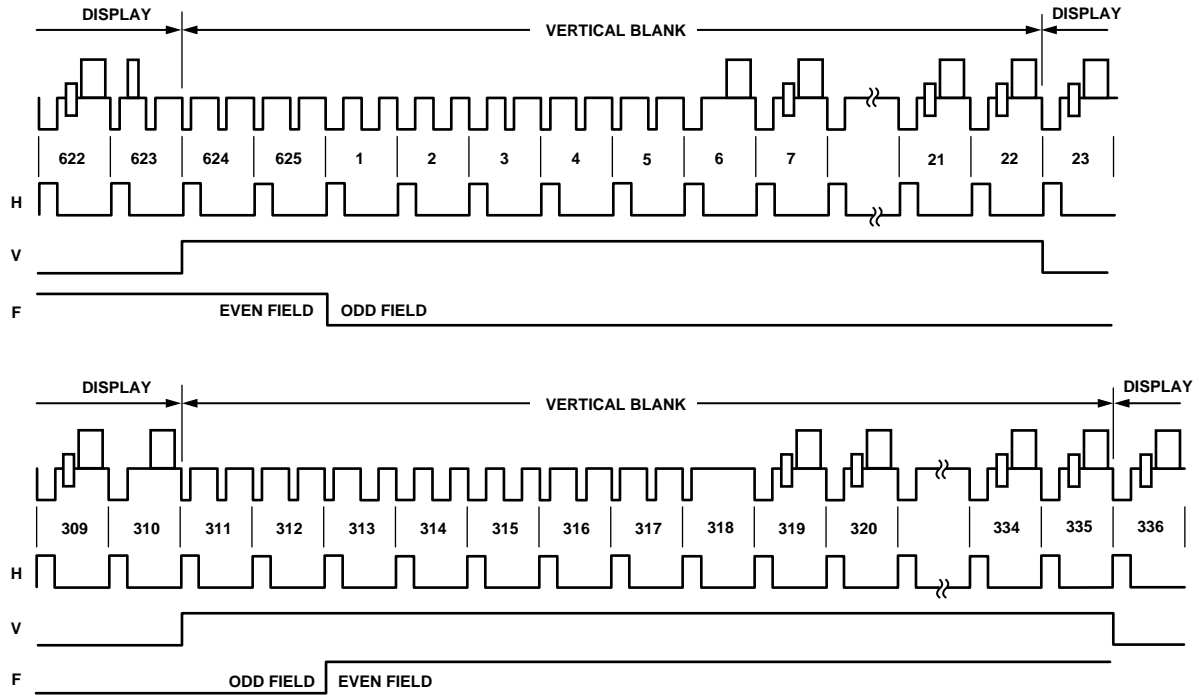 DISPLAY VERTICAL BLANK DISPLAY
622 623 624 625 1 2 3 4 5 6 7 21 22 23
H
V
F EVEN FIELD ODD FIELD
DISPLAY VERTICAL BLANK DISPLAY
309 310 311 312 313 314 315 316 317 318 319 320 334 335 336
H
V
F ODD FIELD EVEN FIELD